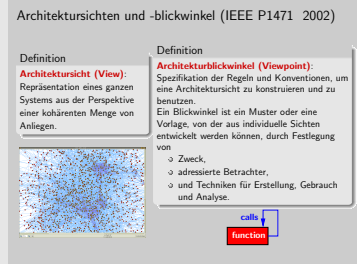 Architektursichten und -blickwinkel (IEEE P1471 2002)
Definition
Architektursicht (View):
Repräsentation eines ganzen
Systems aus der Perspektive
einer kohärenten Menge von
Anliegen.
Definition
Architekturblickwinkel (Viewpoint):
Spezifikation der Regeln und Konventionen, um
eine Architektursicht zu konstruieren und zu
benutzen.
Ein Blickwinkel ist ein Muster oder eine
Vorlage, von der aus individuelle Sichten
entwickelt werden können, durch Festlegung
von
Zweck,
adressierte Betrachter,
und Techniken für Erstellung, Gebrauch
und Analyse.
calls
function